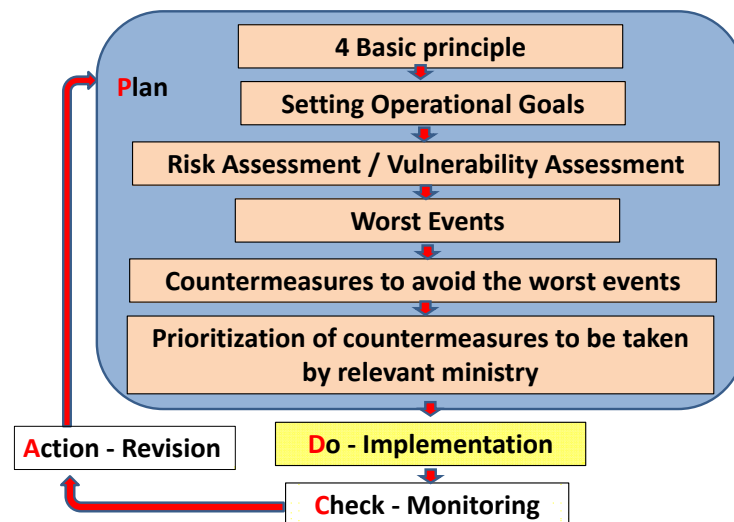 4 Basic principle
Plan
Setting Operational Goals
Risk Assessment / Vulnerability Assessment
Worst Events
Countermeasures to avoid the worst events
Prioritization of countermeasures to be taken
by relevant ministry
Action - Revision
Do - Implementation
Check - Monitoring